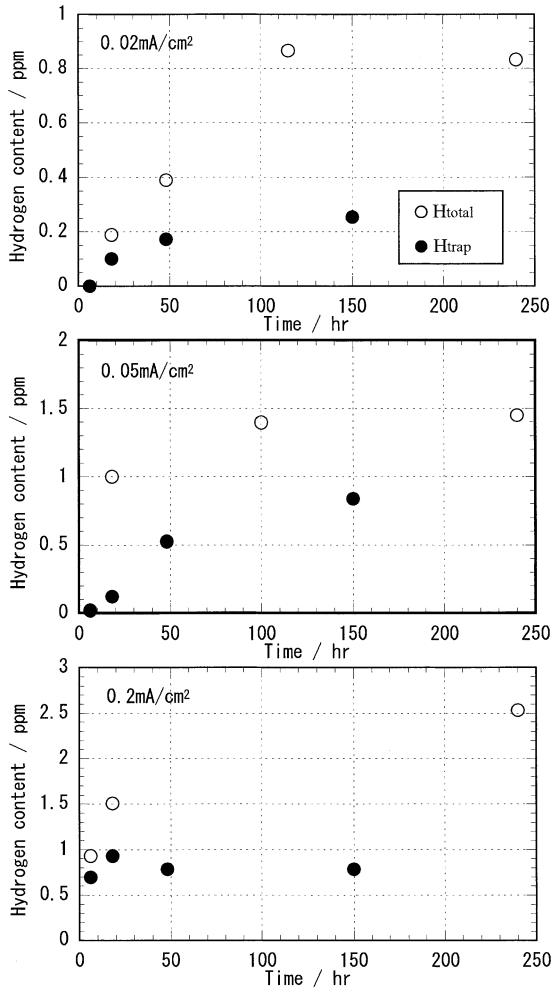 1
0.02mA/cm²
0.8
0.6
0.4
Htotal
Htrap
0.2
0
Hydrogen content / ppm
0 50 100 150 200 250
Time / hr
2
0.05mA/cm²
1.5
1
0.5
0
Hydrogen content / ppm
0 50 100 150 200 250
Time / hr
3
0.2mA/cm²
2.5
2
1.5
1
0.5
0
Hydrogen content / ppm
0 50 100 150 200 250
Time / hr